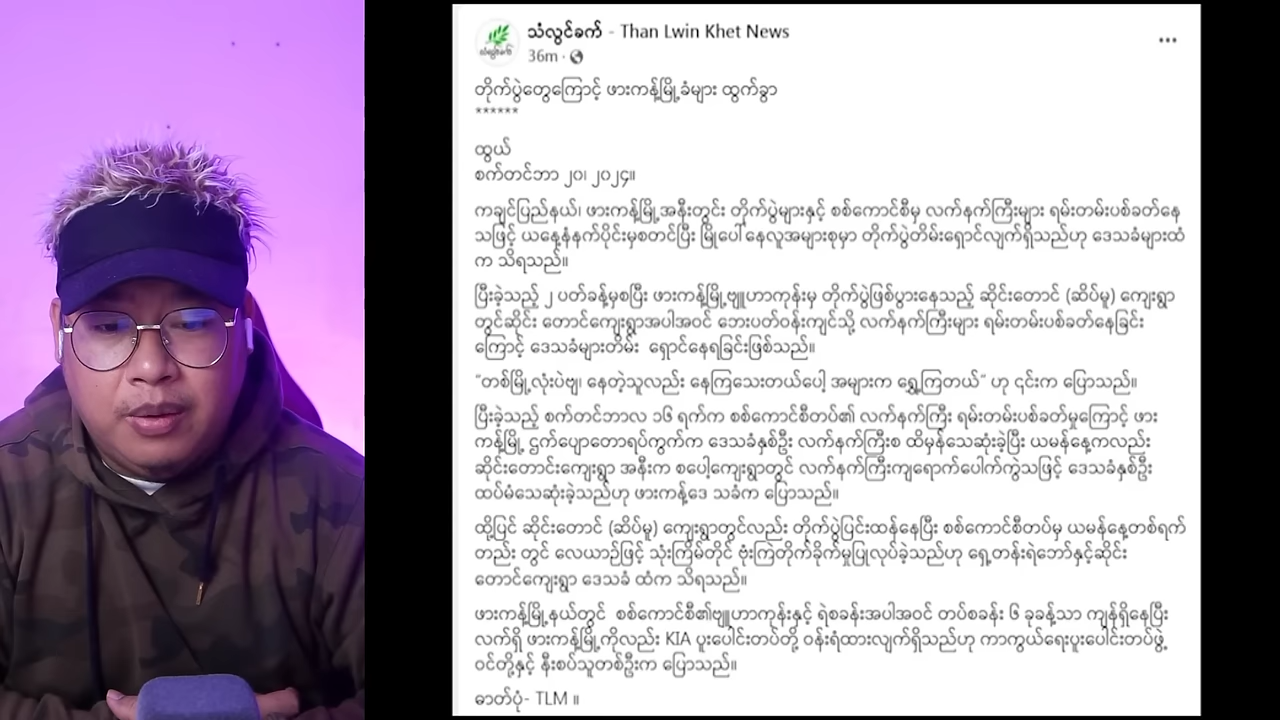 သံလွင်ခက် - Than Lwin Khet News
သံလွင်ခက်
36m ·
တိုက်ပွဲတွေကြောင့် ဖားကန့်မြို့ခံများ ထွက်ခွာ
******
ထွယ်
စက်တင်ဘာ ၂၀၊ ၂၀၂၄။
ကချင်ပြည်နယ်၊ ဖားကန့်မြို့အနီးတွင်း တိုက်ပွဲများနှင့် စစ်ကောင်စီမှ လက်နက်ကြီးများ ရမ်းတမ်းပစ်ခတ်နေ
သဖြင့် ယနေ့နံနက်ပိုင်းမှစတင်ပြီး မြို့ပေါ်နေလူအများစုမှာ တိုက်ပွဲတိမ်းရှောင်လျက်ရှိသည်ဟု ဒေသခံများထံ
က သိရသည်။
ပြီးခဲ့သည့် ၂ ပတ်ခန့်မှစပြီး ဖားကန့်မြို့ဗျူဟာကုန်းမှ တိုက်ပွဲဖြစ်ပွားနေသည့် ဆိုင်းတောင် (ဆိပ်မူ) ကျေးရွာ
တွင်ဆိုင်း တောင်ကျေးရွာအပါအဝင် ဘေးပတ်ဝန်းကျင်သို့ လက်နက်ကြီးများ ရမ်းတမ်းပစ်ခတ်နေခြင်း
ကြောင့် ဒေသခံများတိမ်း ရှောင်နေရခြင်းဖြစ်သည်။
“တစ်မြို့လုံးပဲဗျ၊ နေတဲ့သူလည်း နေကြသေးတယ်ပေါ့ အများက ရွှေ့ကြတယ်” ဟု ၎င်းက ပြောသည်။
ပြီးခဲ့သည့် စက်တင်ဘာလ ၁၆ ရက်က စစ်ကောင်စီတပ်၏ လက်နက်ကြီး ရမ်းတမ်းပစ်ခတ်မှုကြောင့် ဖား
ကန့်မြို့ ငှက်ပျောတောရပ်ကွက်က ဒေသခံနှစ်ဦး လက်နက်ကြီးစ ထိမှန်သေဆုံးခဲ့ပြီး ယမန်နေ့ကလည်း
ဆိုင်းတောင်းကျေးရွာ အနီးက စပေါ့ကျေးရွာတွင် လက်နက်ကြီးကျရောက်ပေါက်ကွဲသဖြင့် ဒေသခံနှစ်ဦး
ထပ်မံသေဆုံးခဲ့သည်ဟု ဖားကန့်ဒေ သခံက ပြောသည်။
ထို့ပြင် ဆိုင်းတောင် (ဆိပ်မူ) ကျေးရွာတွင်လည်း တိုက်ပွဲပြင်းထန်နေပြီး စစ်ကောင်စီတပ်မှ ယမန်နေ့တစ်ရက်
တည်း တွင် လေယာဉ်ဖြင့် သုံးကြိမ်တိုင် ဗုံးကြဲတိုက်ခိုက်မှုပြုလုပ်ခဲ့သည်ဟု ရှေ့တန်းရဲဘော်နှင့်ဆိုင်း
တောင်ကျေးရွာ ဒေသခံ ထံက သိရသည်။
ဖားကန့်မြို့နယ်တွင် စစ်ကောင်စီ၏ဗျူဟာကုန်းနှင့် ရဲစခန်းအပါအဝင် တပ်စခန်း ၆ ခုခန့်သာ ကျန်ရှိနေပြီး
လက်ရှိ ဖားကန့်မြို့ကိုလည်း KIA ပူးပေါင်းတပ်တို့ ဝန်းရံထားလျက်ရှိသည်ဟု ကာကွယ်ရေးပူးပေါင်းတပ်ဖွဲ့
ဝင်တို့နှင့် နီးစပ်သူတစ်ဦးက ပြောသည်။
ဓာတ်ပုံ- TLM ။